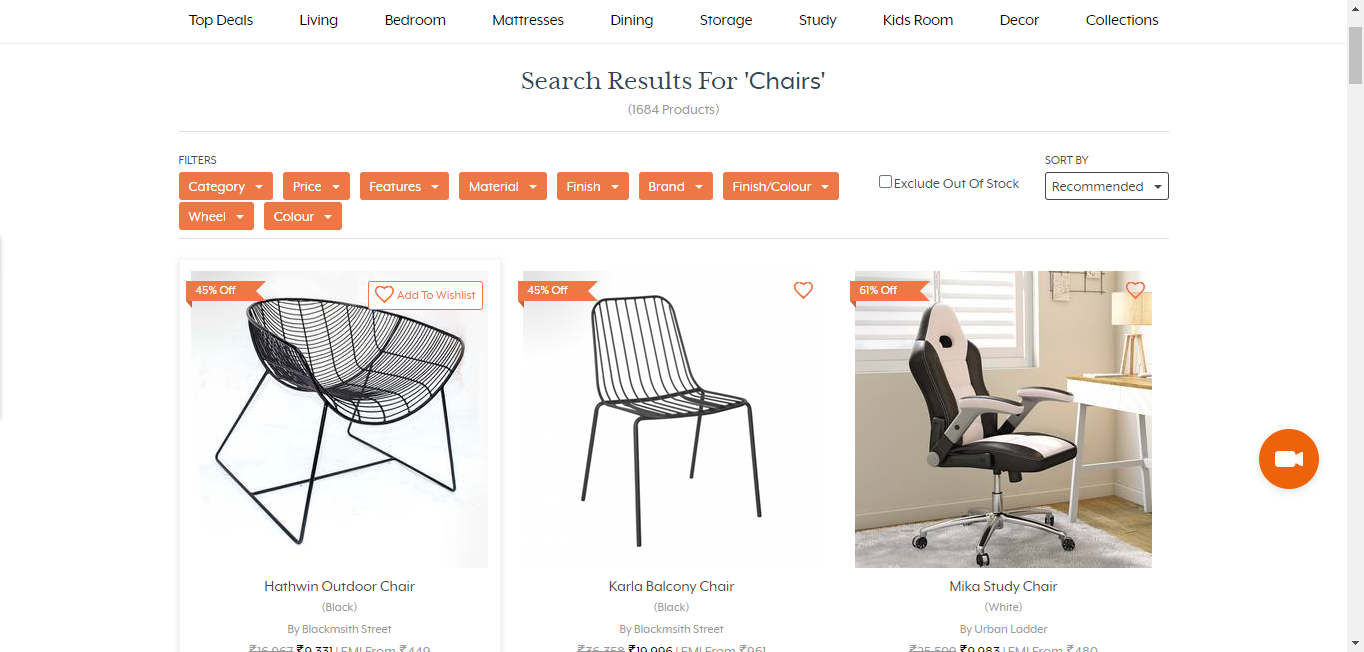 Top Deals Living Bedroom Mattresses Dining Storage Study Kids Room Decor Collections
Search Results For 'Chairs'
(1684 Products)
FILTERS
SORT BY
Category Price Features Material Finish Brand Finish/Colour
Exclude Out Of Stock
Recommended
Wheel Colour
45% Off
Add To Wishlist
45% Off
61% Off
Hathwin Outdoor Chair
(Black)
By Blackmsith Street
₹16,967 ₹9,331 | EMI From ₹449
Karla Balcony Chair
(Black)
By Blackmsith Street
₹36,358 ₹19,996 | EMI From ₹961
Mika Study Chair
(White)
By Urban Ladder
₹25,599 ₹9,983 | EMI From ₹480